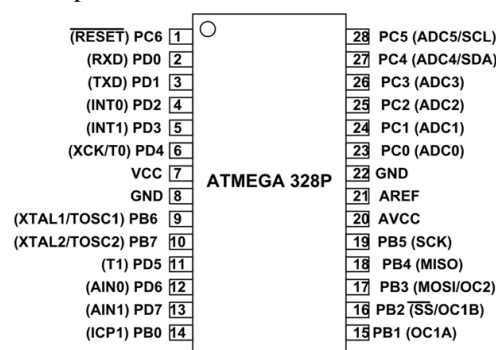 (RESET) PC6 1
(RXD) PD0 2
(TXD) PD1 3
(INT0) PD2 4
(INT1) PD3 5
(XCK/T0) PD4 6
VCC 7
GND 8
(XTAL1/TOSC1) PB6 9
(XTAL2/TOSC2) PB7 10
(T1) PD5 11
(AIN0) PD6 12
(AIN1) PD7 13
(ICP1) PB0 14
ATMEGA 328P
28 PC5 (ADC5/SCL)
27 PC4 (ADC4/SDA)
26 PC3 (ADC3)
25 PC2 (ADC2)
24 PC1 (ADC1)
23 PC0 (ADC0)
22 GND
21 AREF
20 AVCC
19 PB5 (SCK)
18 PB4 (MISO)
17 PB3 (MOSI/OC2)
16 PB2 (SS/OC1B)
15 PB1 (OC1A)